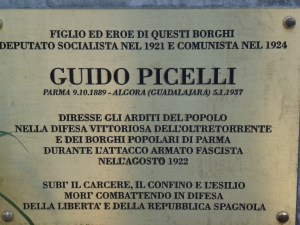 FIGLIO ED EROE DI QUESTI BORGHI
DEPUTATO SOCIALISTA NEL 1921 E COMUNISTA NEL 1924
GUIDO PICELLI
PARMA 9.10.1889 - ALGORA (GUADALAJARA) 5.1.1937
DIRESSE GLI ARDITI DEL POPOLO
NELLA DIFESA VITTORIOSA DELL'OLTRETORRENTE
E DEI BORGHI POPOLARI DI PARMA
DURANTE L'ATTACCO ARMATO FASCISTA
NELL'AGOSTO 1922
SUBI' IL CARCERE, IL CONFINO E L'ESILIO
MORI' COMBATTENDO IN DIFESA
DELLA LIBERTA' E DELLA REPUBBLICA SPAGNOLA